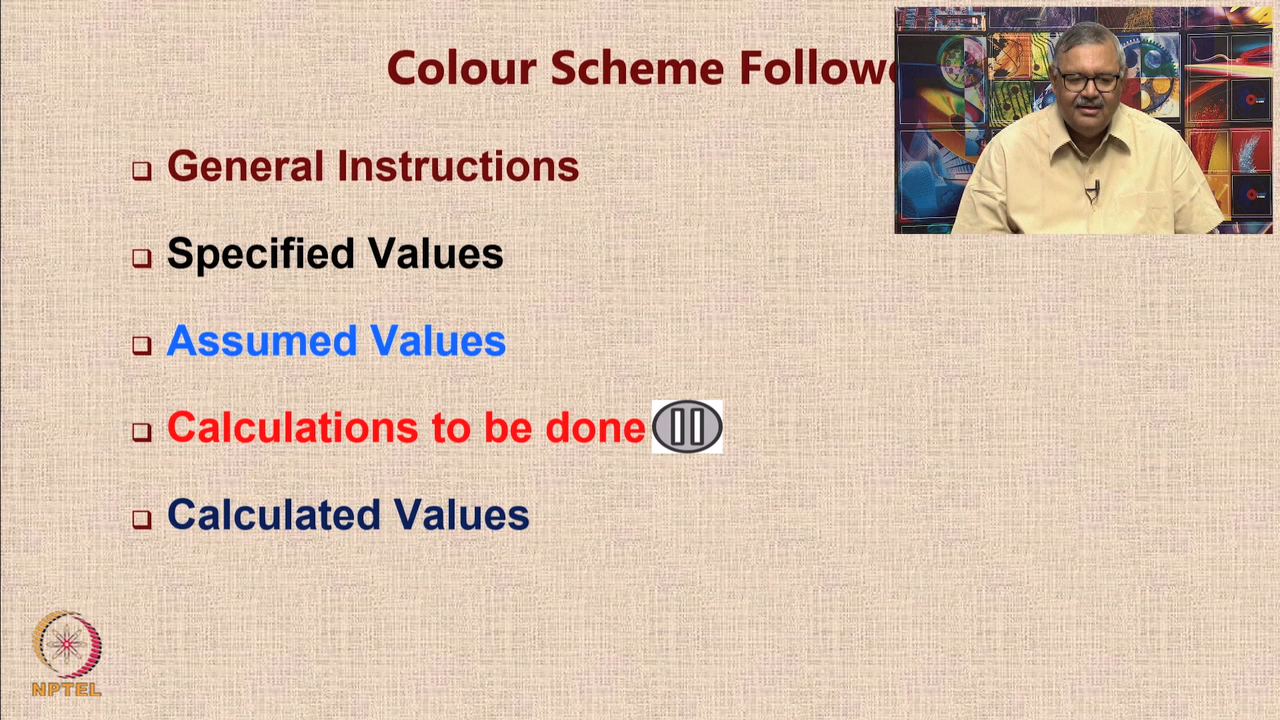 Colour Scheme Follow
General Instructions
Specified Values
Assumed Values
Calculations to be done
Calculated Values
NPTEL